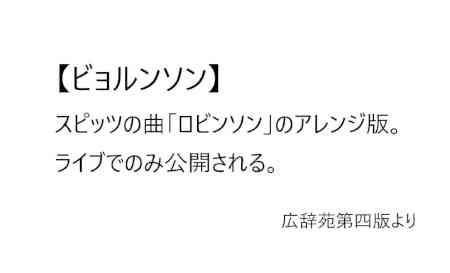 【ビョルンソン】
スピッツの曲「ロビンソン」のアレンジ版。
ライブでのみ公開される。
広辞苑第四版より